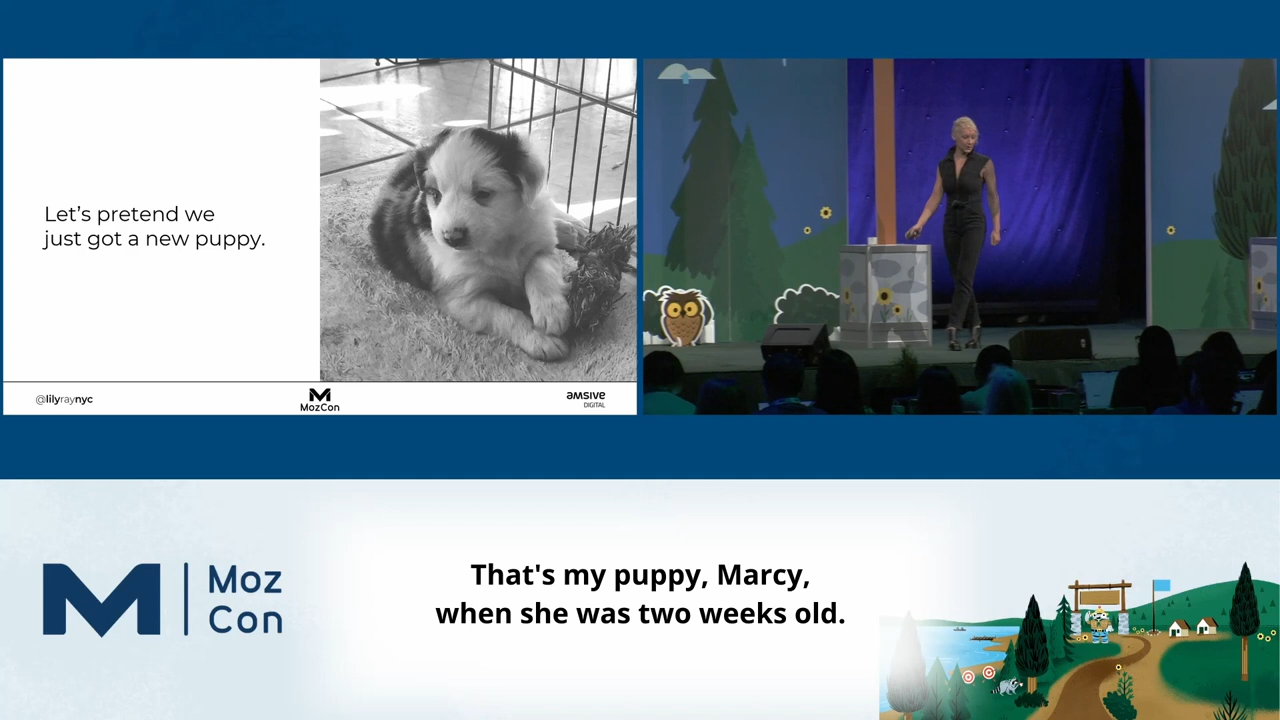 Let’s pretend we
just got a new puppy.
@lilyraynyc
MozCon
amsive
DIGITAL
Moz
Con
That's my puppy, Marcy,
when she was two weeks old.